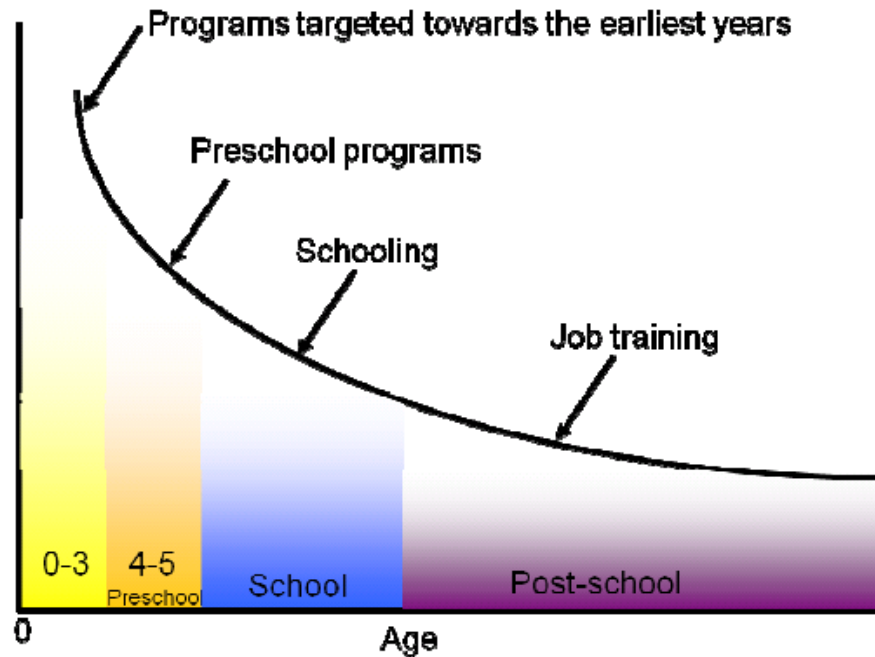 Programs targeted towards the earliest years
Preschool programs
Schooling
Job training
0-3
4-5
Preschool
School
Post-school
0
Age